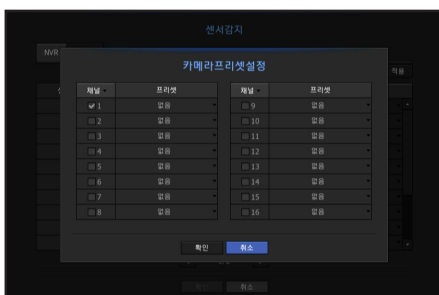 센서감지
NVR
적용
카메라프리셋설정
채널 프리셋 채널 프리셋
1 없음 9 없음
2 없음 10 없음
3 없음 11 없음
4 없음 12 없음
5 없음 13 없음
6 없음 14 없음
7 없음 15 없음
8 없음 16 없음
확인 취소
확인 취소